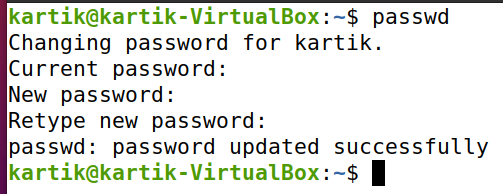 kartik@kartik-VirtualBox:~$ passwd
Changing password for kartik.
Current password:
New password:
Retype new password:
passwd: password updated successfully
kartik@kartik-VirtualBox:~$